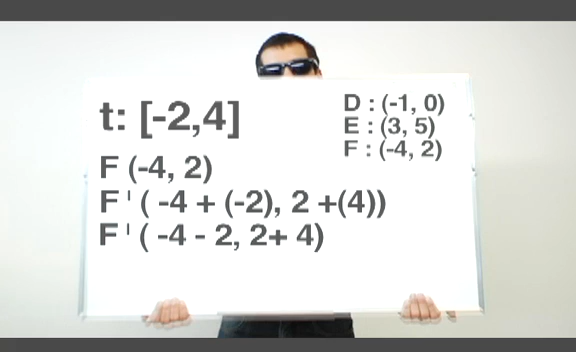 t: [-2,4]
D : (-1, 0)
E : (3, 5)
F : (-4, 2)
F (-4, 2)
F ' ( -4 + (-2), 2 +(4))
F ' ( -4 - 2, 2+ 4)